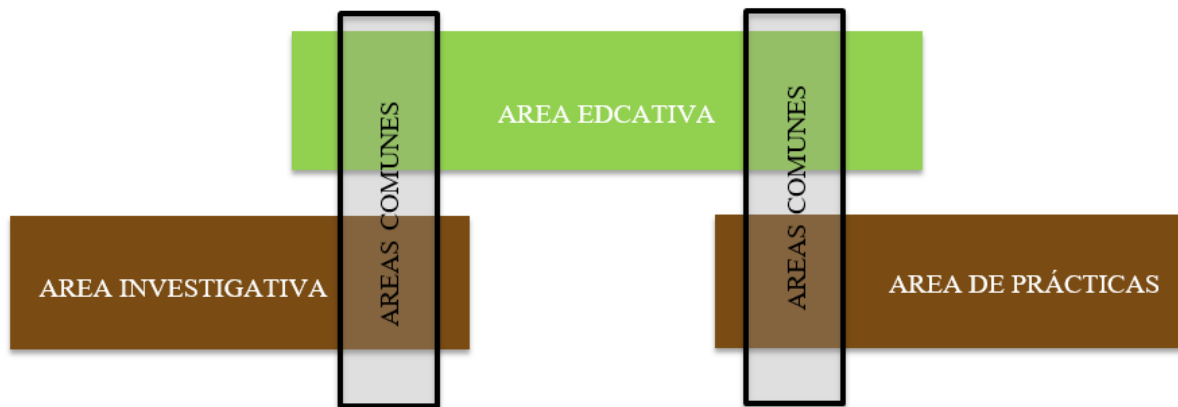 AREA EDCATIVA
AREAS COMUNES
AREAS COMUNES
AREA INVESTIGATIVA
AREA DE PRÁCTICAS